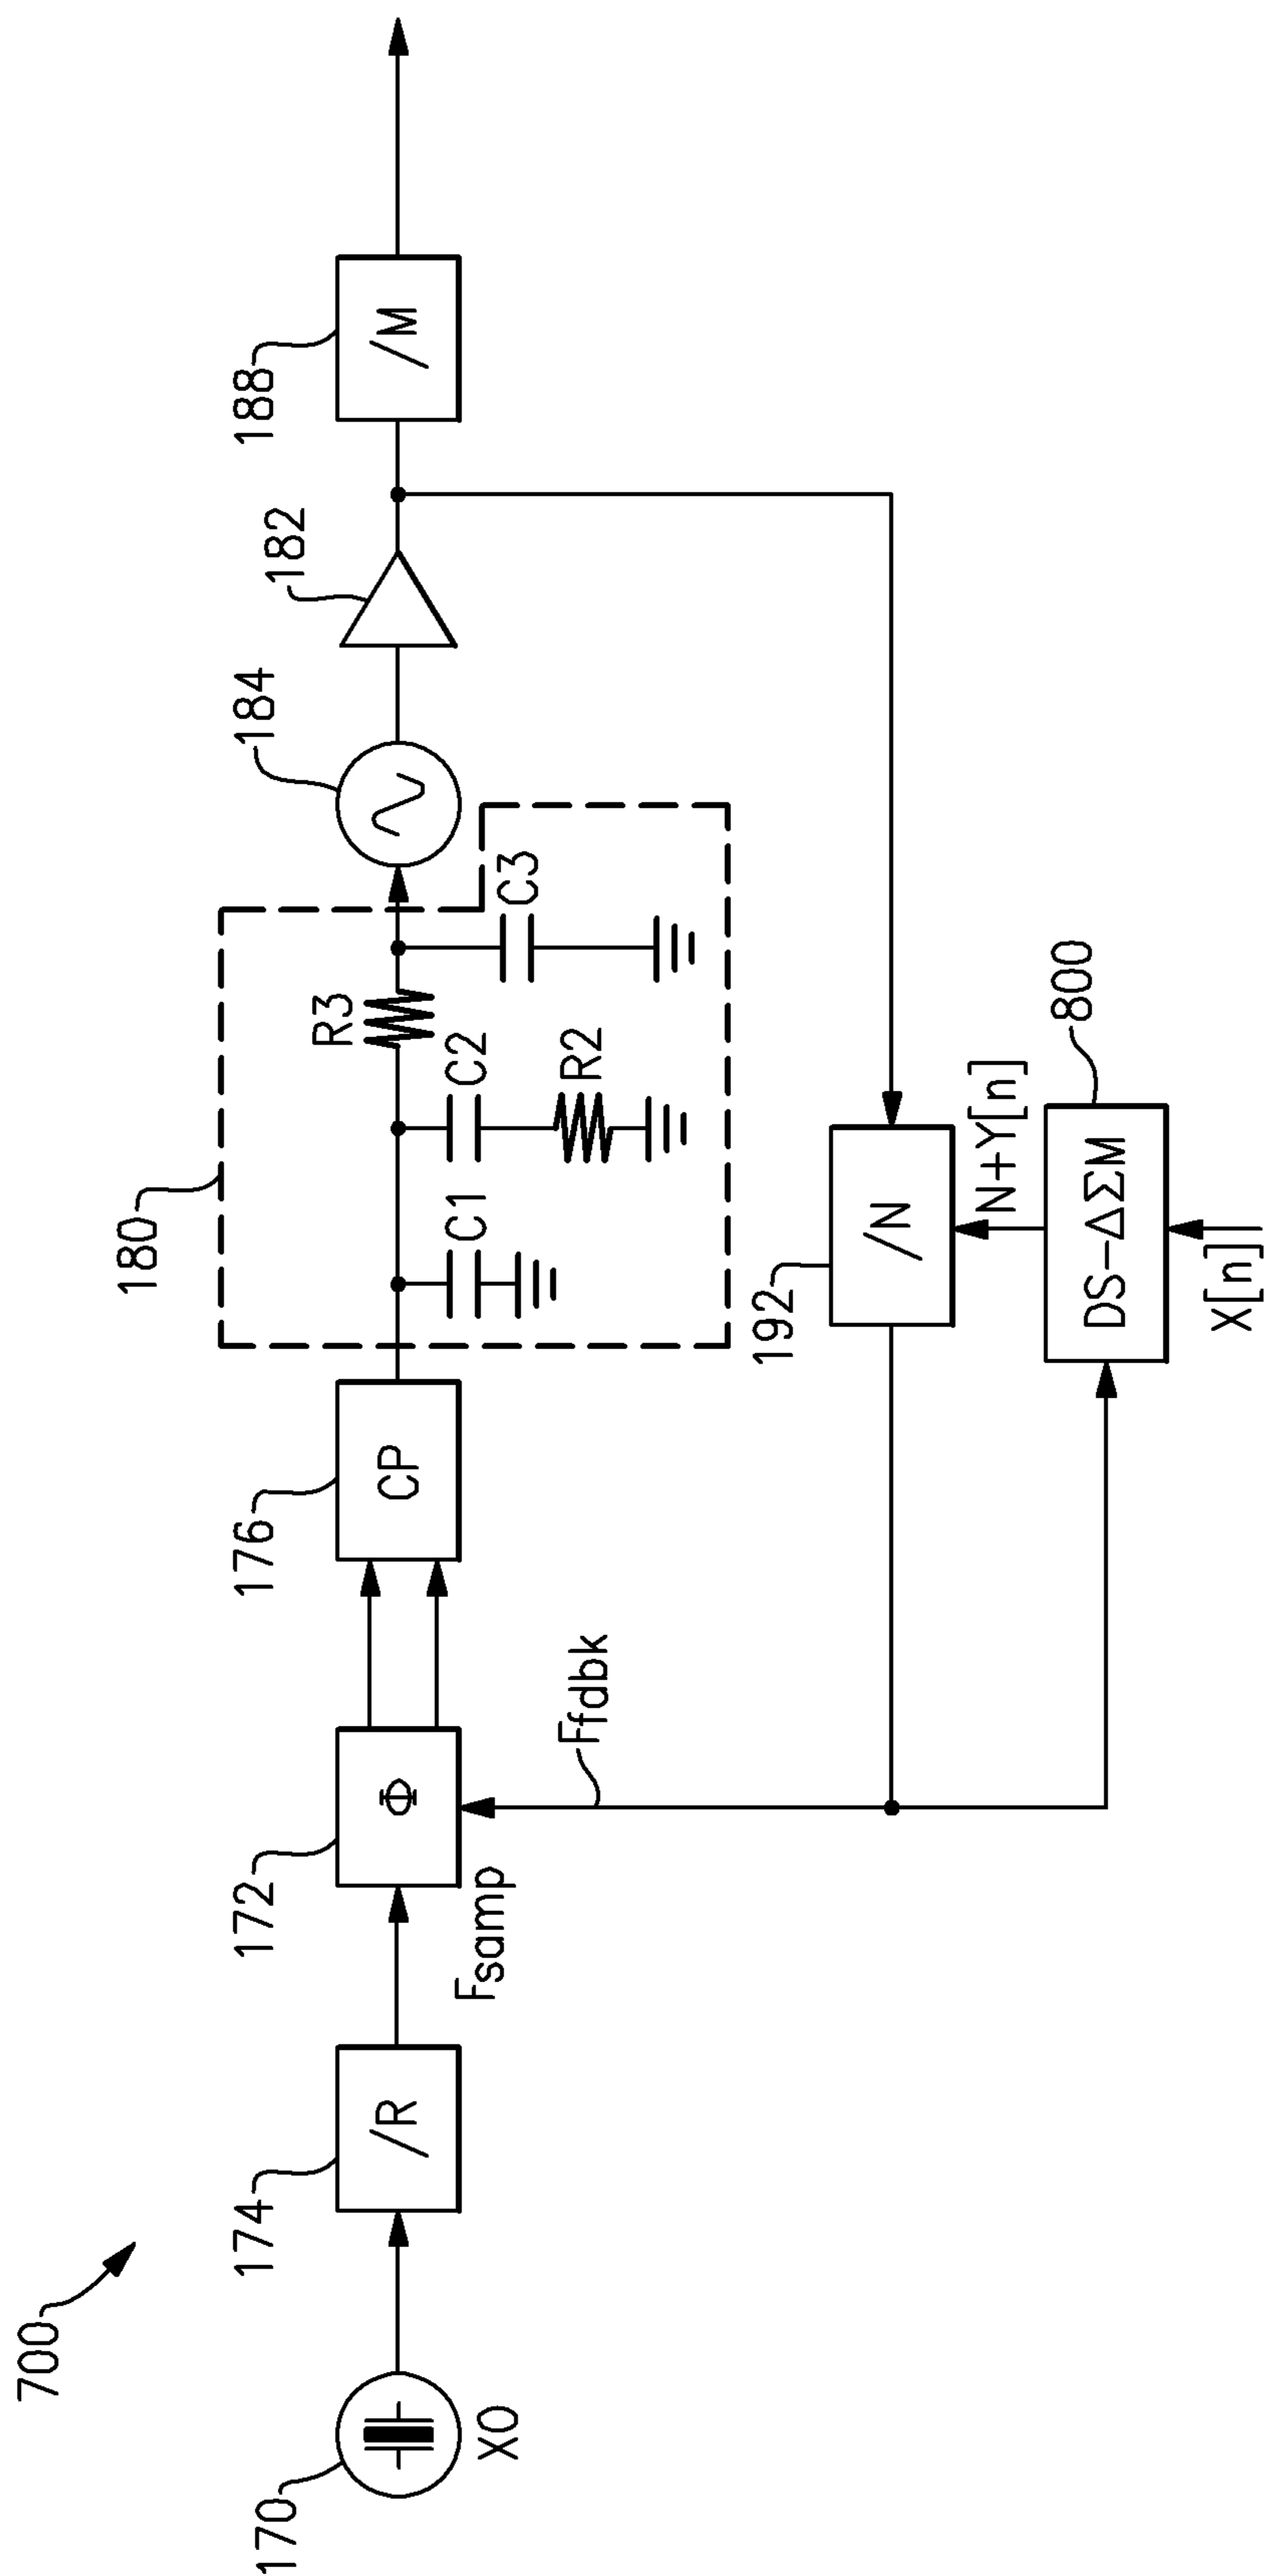 700
170
XO
174
/R
172
Φ
Fsamp
Ffdbk
176
CP
180
C1
C2
R2
R3
C3
184
182
188
/M
192
/N
N+Y[n]
DS-ΔΣM
800
X[n]